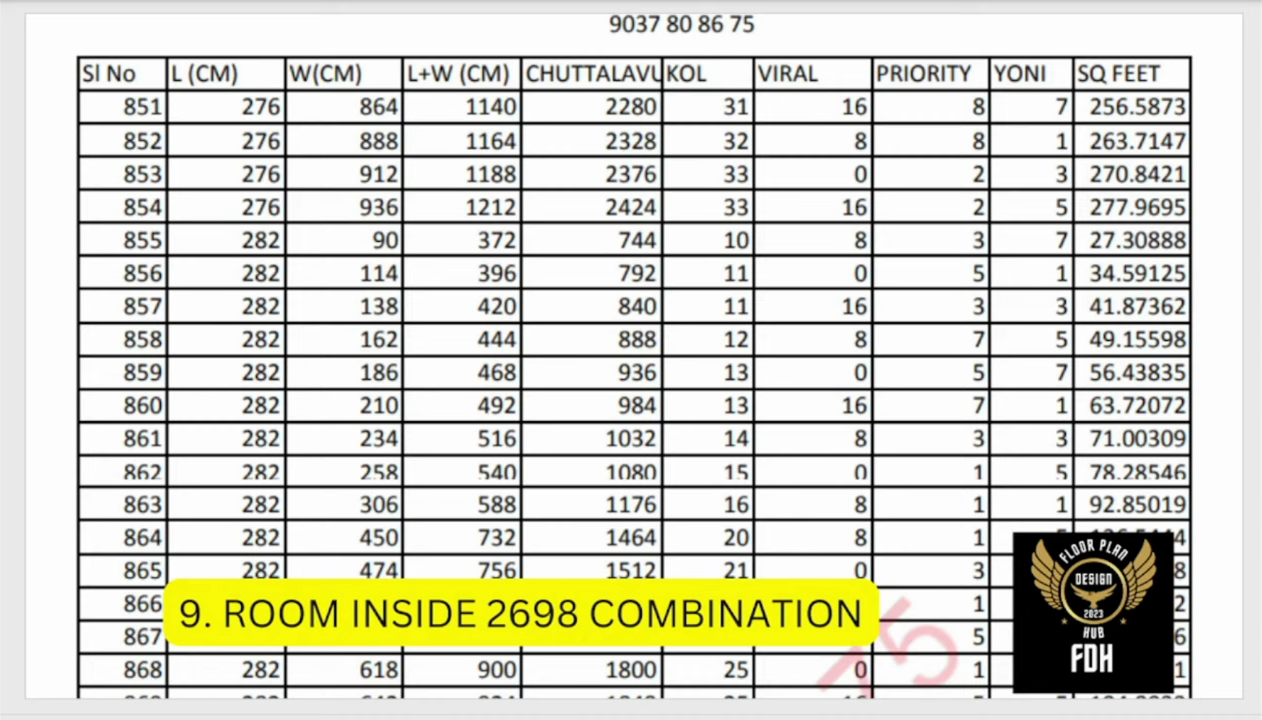 9037 80 86 75
Sl No L (CM) W(CM) L+W (CM) CHUTTALAVU KOL VIRAL PRIORITY YONI SQ FEET
851 276 864 1140 2280 31 16 8 7 256.5873
852 276 888 1164 2328 32 8 8 1 263.7147
853 276 912 1188 2376 33 0 2 3 270.8421
854 276 936 1212 2424 33 16 2 5 277.9695
855 282 90 372 744 10 8 3 7 27.30888
856 282 114 396 792 11 0 5 1 34.59125
857 282 138 420 840 11 16 3 3 41.87362
858 282 162 444 888 12 8 7 5 49.15598
859 282 186 468 936 13 0 5 7 56.43835
860 282 210 492 984 13 16 7 1 63.72072
861 282 234 516 1032 14 8 3 3 71.00309
862 282 258 540 1080 15 0 1 5 78.28546
863 282 306 588 1176 16 8 1 1 92.85019
864 282 450 732 1464 20 8 1
865 282 474 756 1512 21 0 3 8
866 1 2
867 5 6
9. ROOM INSIDE 2698 COMBINATION
868 282 618 900 1800 25 0 1 1
75
FLOOR PLAN
DESIGN
2023
HUB
FDH